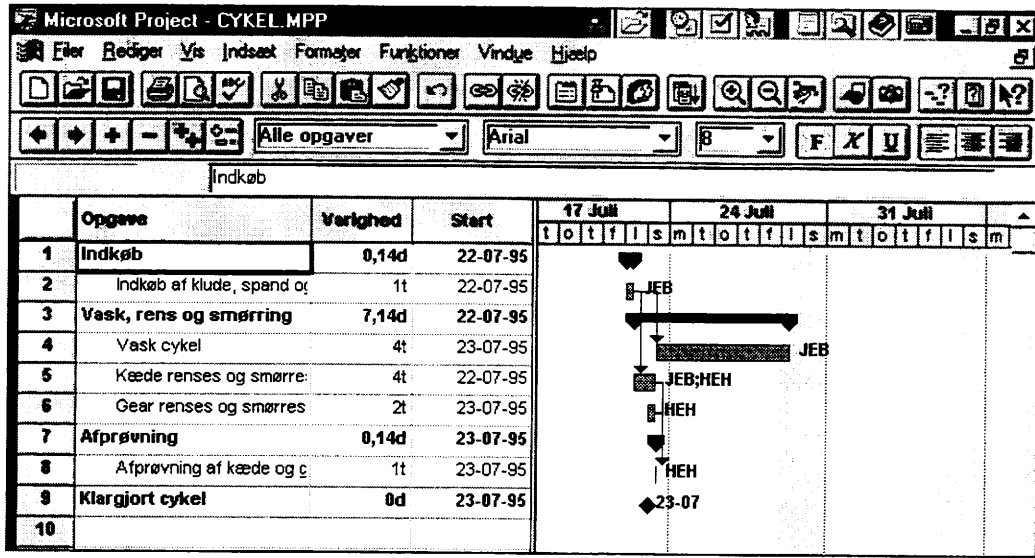 Microsoft Project - CYKEL.MPP
Filer Rediger Vis Indsæt Formater Funktioner Vindue Hjælp
Alle opgaver Arial 8 F K U
Indkøb
Opgave Varighed Start 17 Juli 24 Juli 31 Juli
t o t f l s m t o t f l s m t o t f l s m
1 Indkøb 0,14d 22-07-95
2 Indkøb af klude, spand og 1t 22-07-95 JEB
3 Vask, rens og smørring 7,14d 22-07-95
4 Vask cykel 4t 23-07-95 JEB
5 Kæde renses og smørre 4t 22-07-95 JEB;HEH
6 Gear renses og smørres 2t 23-07-95 HEH
7 Afprøvning 0,14d 23-07-95
8 Afprøvning af kæde og g 1t 23-07-95 HEH
9 Klargjort cykel 0d 23-07-95 23-07
10